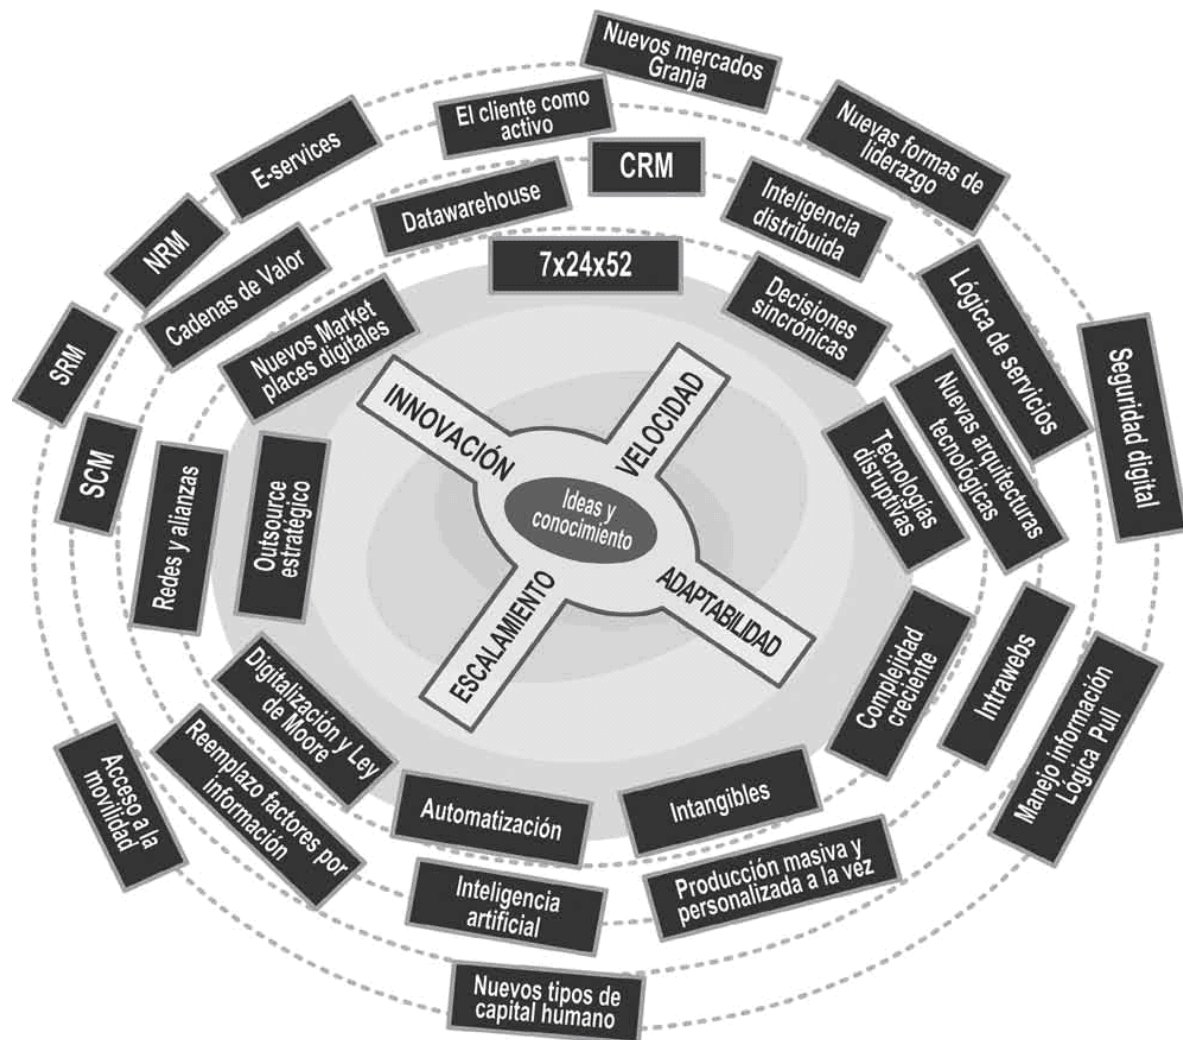 Nuevos mercados
Granja
El cliente como
activo
Nuevas formas de
liderazgo
E-services
CRM
Datawarehouse
Inteligencia
distribuida
NRM
7x24x52
Cadenas de Valor
Decisiones
sincrónicas
Lógica de servicios
Nuevos Market
places digitales
SRM
Seguridad digital
Nuevas arquitecturas
tecnológicas
INNOVACIÓN
VELOCIDAD
Tecnologías
disruptivas
SCM
Redes y alianzas
Outsource
estratégico
Ideas y
conocimiento
ESCALAMIENTO
ADAPTABILIDAD
Complejidad
creciente
Intrawebs
Manejo información
Lógica Pull
Digitalización y Ley
de Moore
Reemplazo factores por
información
Acceso a la
movilidad
Automatización
Intangibles
Inteligencia
artificial
Producción masiva y
personalizada a la vez
Nuevos tipos de
capital humano